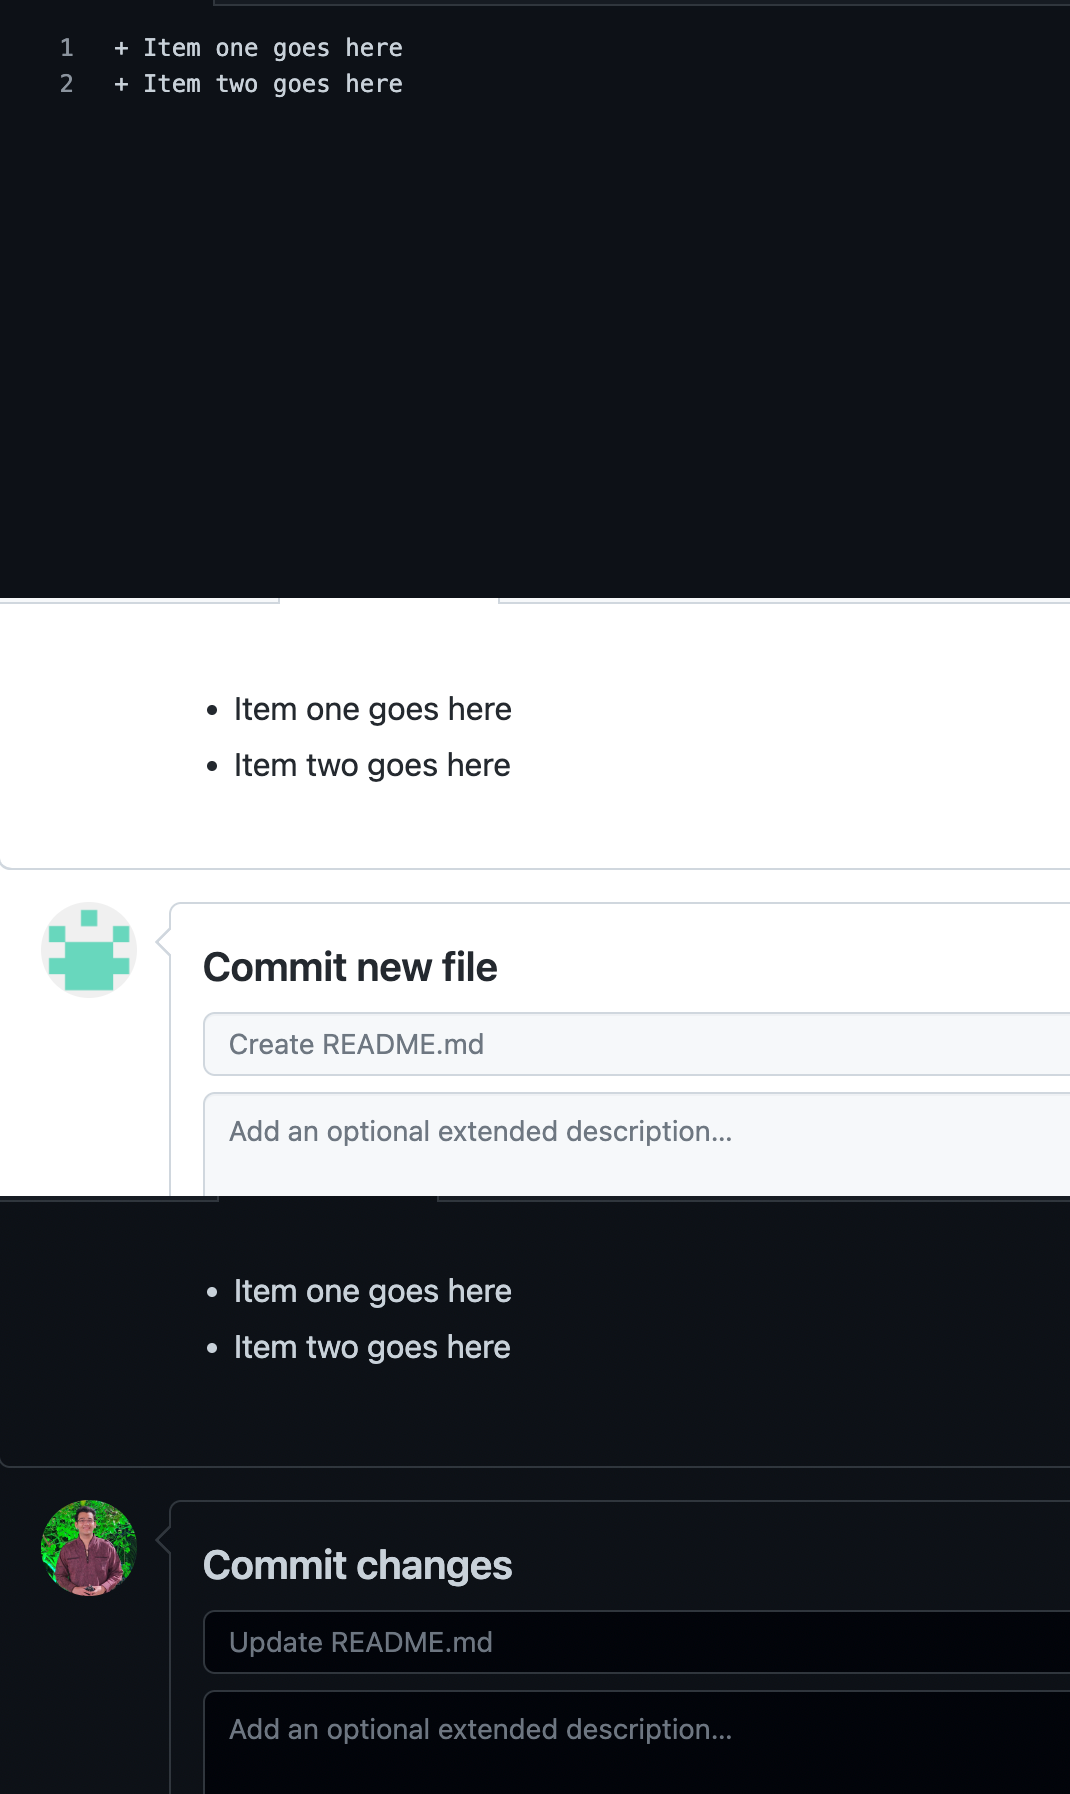 1 + Item one goes here
2 + Item two goes here
• Item one goes here
• Item two goes here
Commit new file
Create README.md
Add an optional extended description...
• Item one goes here
• Item two goes here
Commit changes
Update README.md
Add an optional extended description...